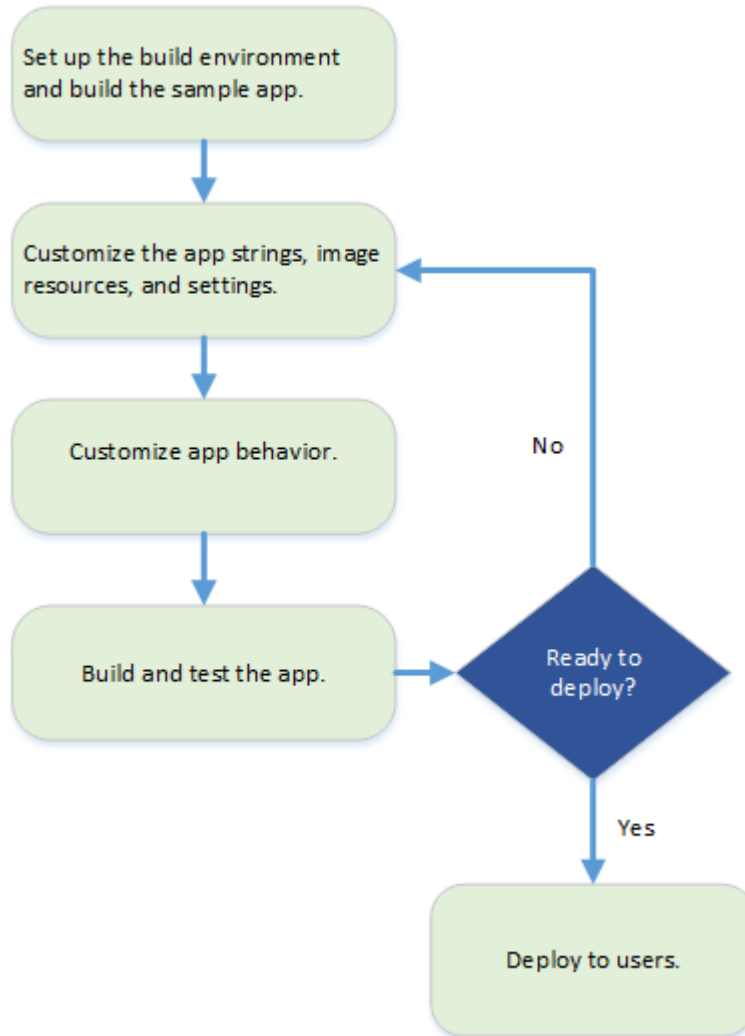 Set up the build environment
and build the sample app.
Customize the app strings, image
resources, and settings.
Customize app behavior.
No
Build and test the app.
Ready to
deploy?
Yes
Deploy to users.